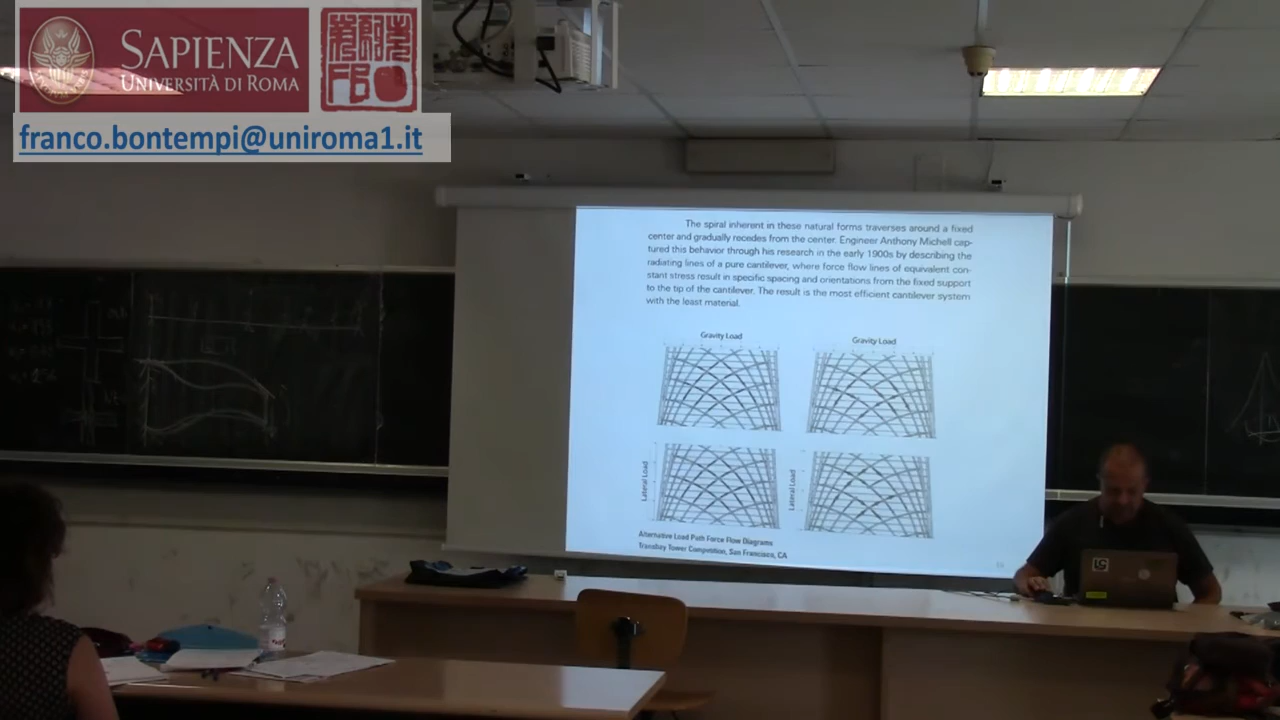 SAPIENZA
UNIVERSITÀ DI ROMA
FBO
franco.bontempi@uniroma1.it
The spiral inherent in these natural forms traverses around a fixed
center and gradually recedes from the center. Engineer Anthony Michell cap-
tured this behavior through his research in the early 1900s by describing the
radiating lines of a pure cantilever, where force flow lines of equivalent con-
stant stress result in specific spacing and orientations from the fixed support
to the tip of the cantilever. The result is the most efficient cantilever system
with the least material.
Gravity Load
Gravity Load
Lateral Load
Lateral Load
Alternative Load Path Force Flow Diagrams
Transbay Tower Competition, San Francisco, CA